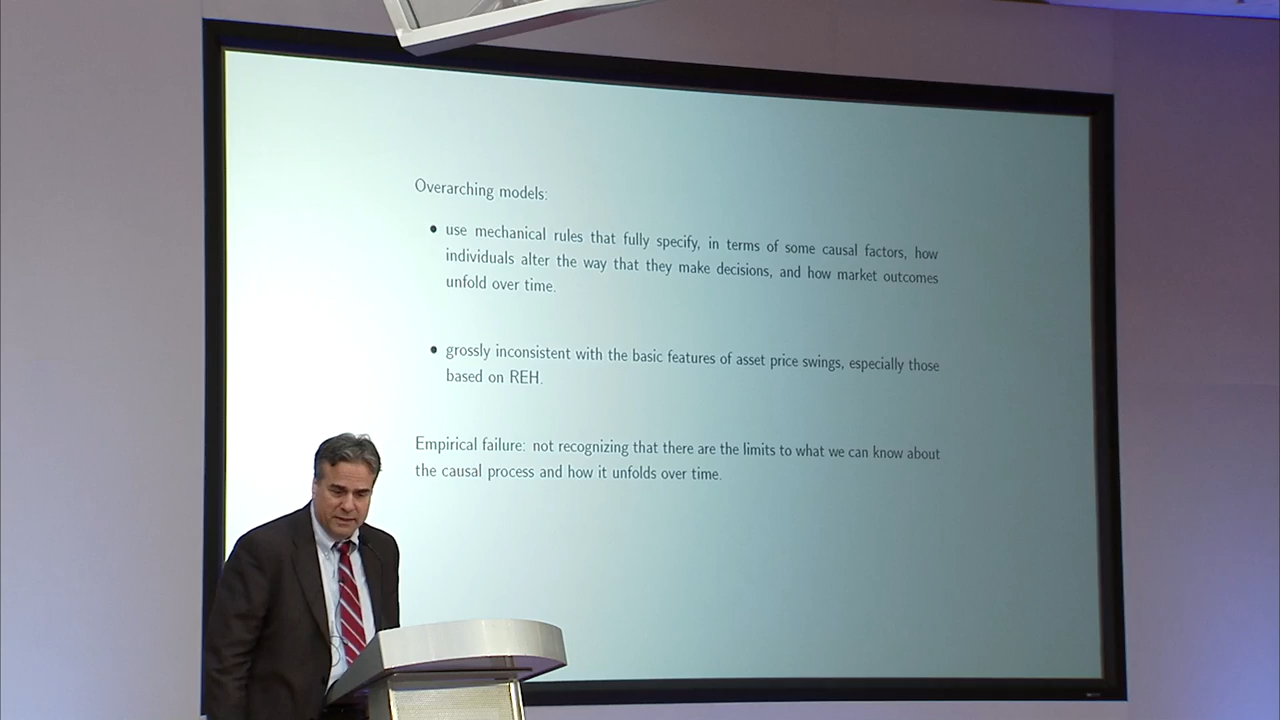 Overarching models:
• use mechanical rules that fully specify, in terms of some causal factors, how
individuals alter the way that they make decisions, and how market outcomes
unfold over time.
• grossly inconsistent with the basic features of asset price swings, especially those
based on REH.
Empirical failure: not recognizing that there are the limits to what we can know about
the causal process and how it unfolds over time.